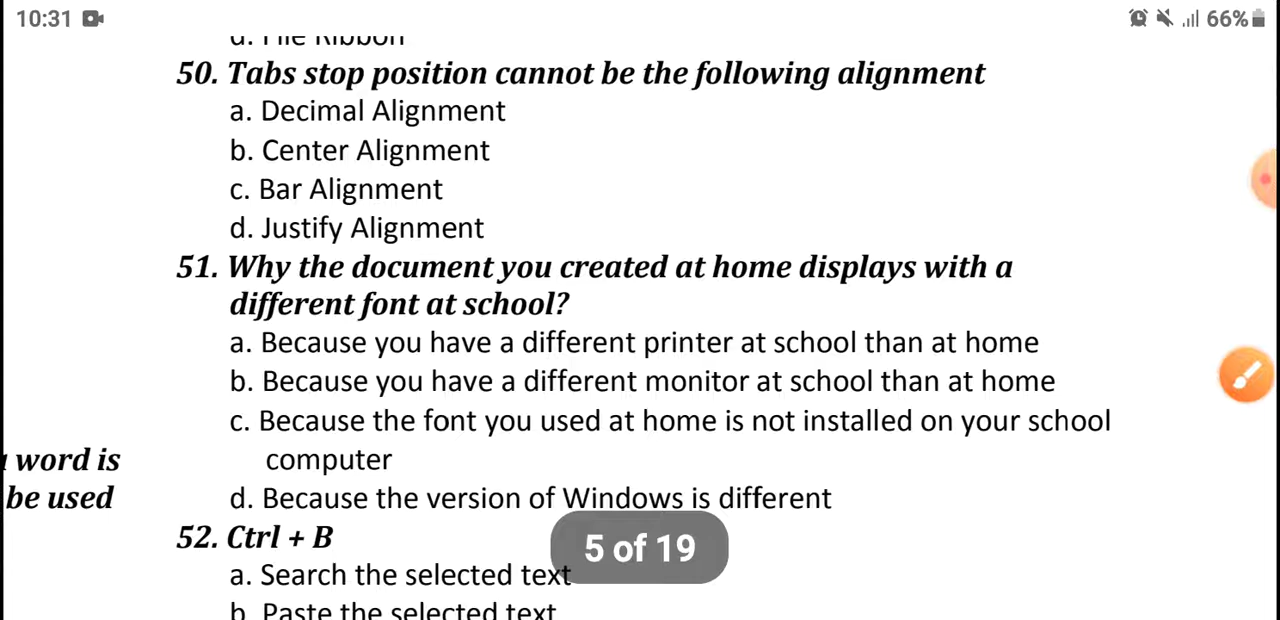 10:31
66%
50. Tabs stop position cannot be the following alignment
a. Decimal Alignment
b. Center Alignment
c. Bar Alignment
d. Justify Alignment
51. Why the document you created at home displays with a
different font at school?
a. Because you have a different printer at school than at home
b. Because you have a different monitor at school than at home
c. Because the font you used at home is not installed on your school
computer
d. Because the version of Windows is different
word is
be used
52. Ctrl + B
5 of 19
a. Search the selected text
b. Paste the selected text